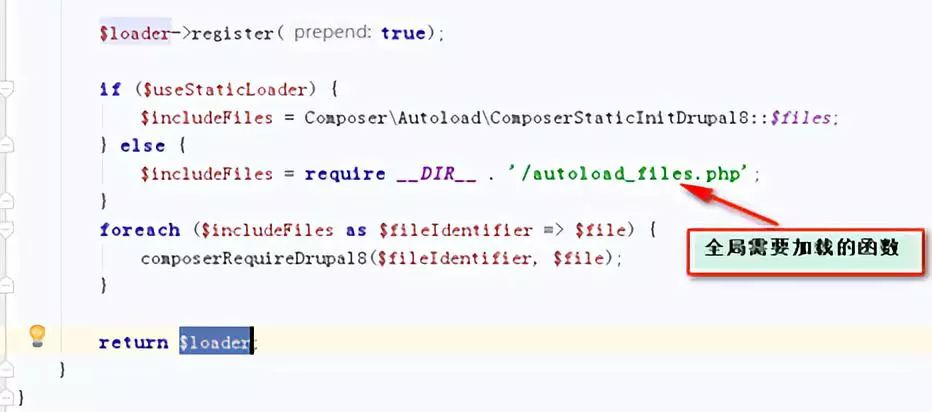 $loader->register( prepend: true);
if ($useStaticLoader) {
$includeFiles = Composer\Autoload\ComposerStaticInitDrupal8::$files;
} else {
$includeFiles = require __DIR__ . '/autoload_files.php';
}
foreach ($includeFiles as $fileIdentifier => $file) {
全局需要加载的函数
composerRequireDrupal8($fileIdentifier, $file);
}
return $loader;
}
}